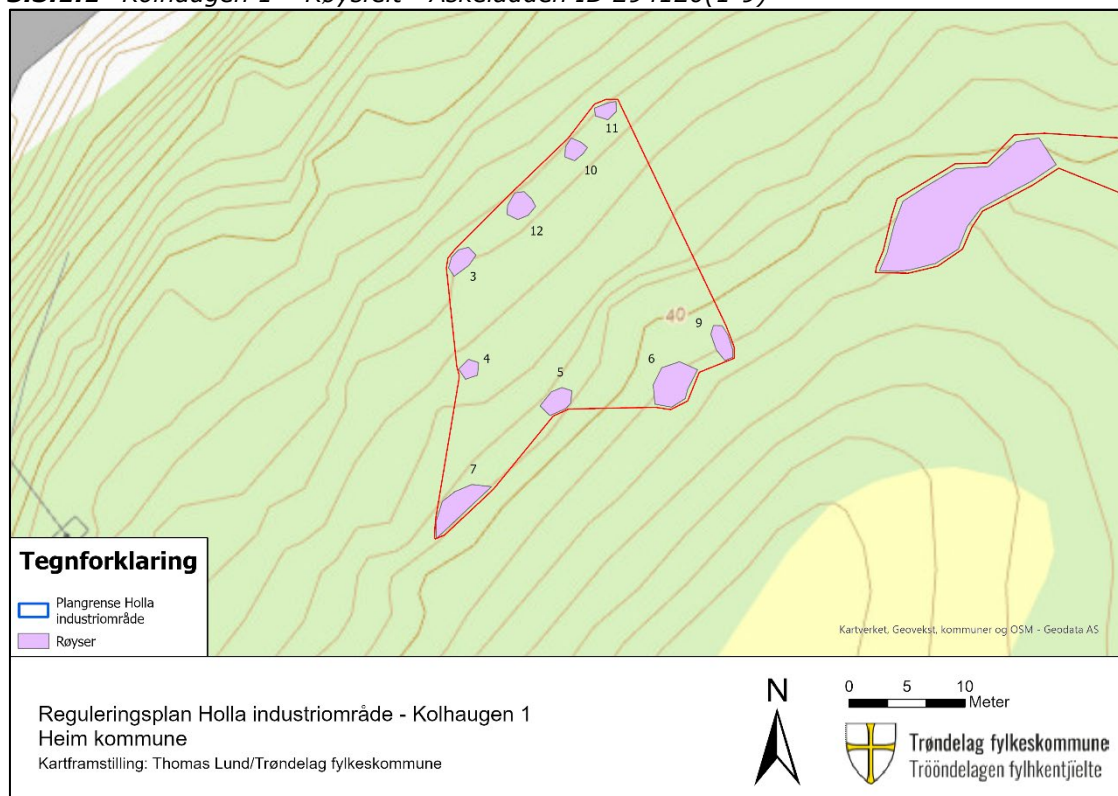 Kolhaugen 1 – Røysfelt - Askeladden ID 294120(1-9)
11
10
12
3
4
5
6
9
7
40
Tegnforklaring
Plangrense Holla
industriområde
Røyser
Kartverket, Geovekst, kommuner og OSM - Geodata AS
Reguleringsplan Holla industriområde - Kolhaugen 1
Heim kommune
Kartframstilling: Thomas Lund/Trøndelag fylkeskommune
N
0 5 10
Meter
Trøndelag fylkeskommune
Trööndelagen fylhkentjïelte